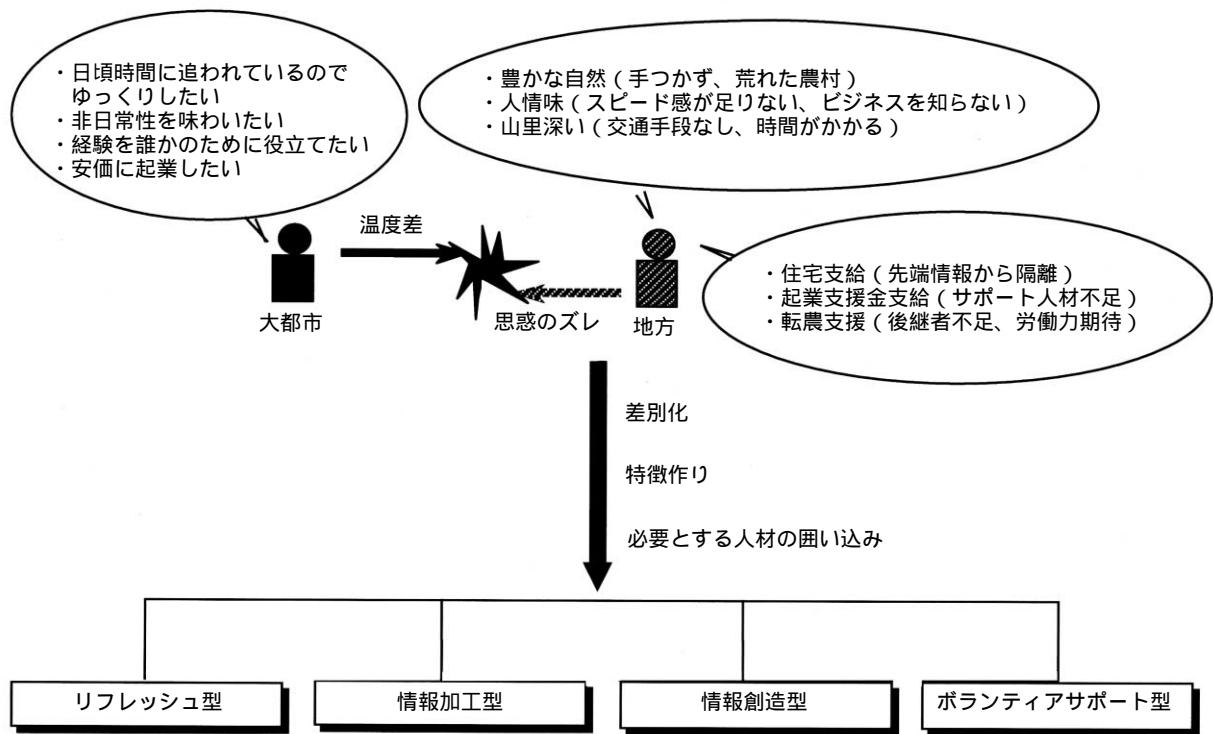 ・日頃時間に追われているので
ゆっくりしたい
・非日常性を味わいたい
・経験を誰かのために役立てたい
・安価に起業したい
・豊かな自然（手つかず、荒れた農村）
・人情味（スピード感が足りない、ビジネスを知らない）
・山里深い（交通手段なし、時間がかかる）
温度差
・住宅支給（先端情報から隔離）
・起業支援金支給（サポート人材不足）
・転農支援（後継者不足、労働力期待）
大都市
思惑のズレ
地方
差別化
特徴作り
必要とする人材の囲い込み
リフレッシュ型
情報加工型
情報創造型
ボランティアサポート型